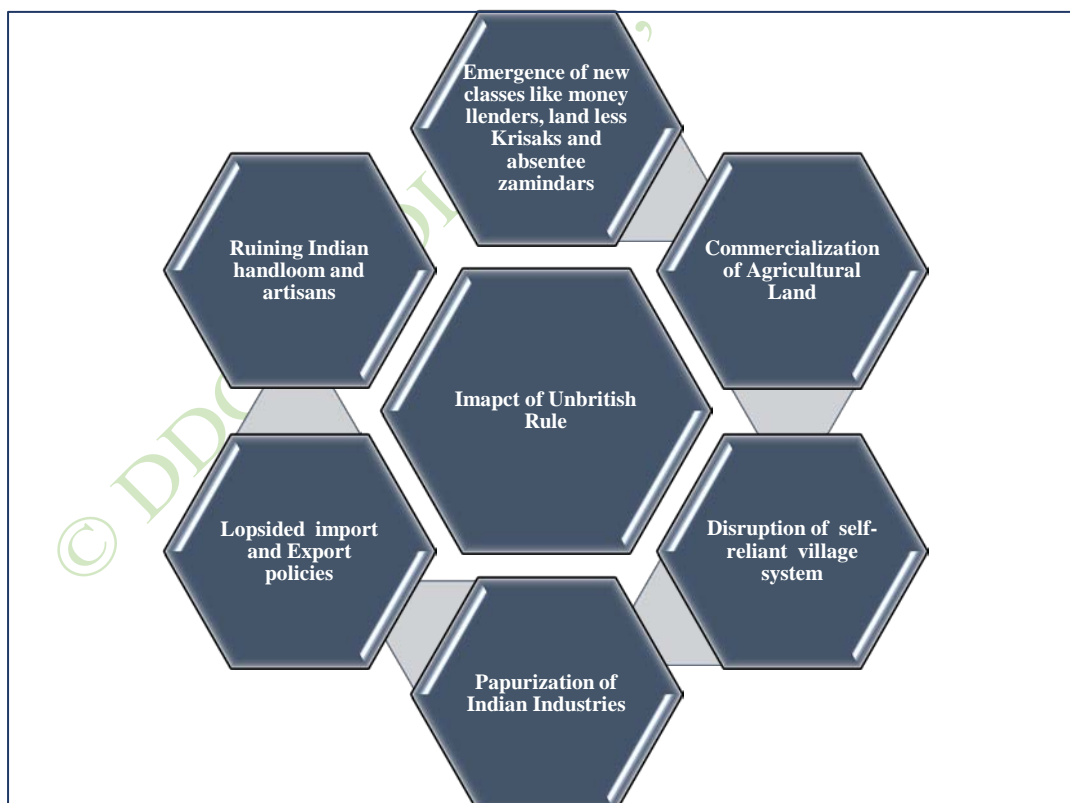 Emergence of new
classes like money
llenders, land less
Krisaks and
absentee
zamindars
Ruining Indian
handloom and
artisans
Commercialization
of Agricultural
Land
Imapct of Unbritish
Rule
Lopsided import
and Export
policies
Disruption of self-
reliant village
system
Papurization of
Indian Industries
© DDC